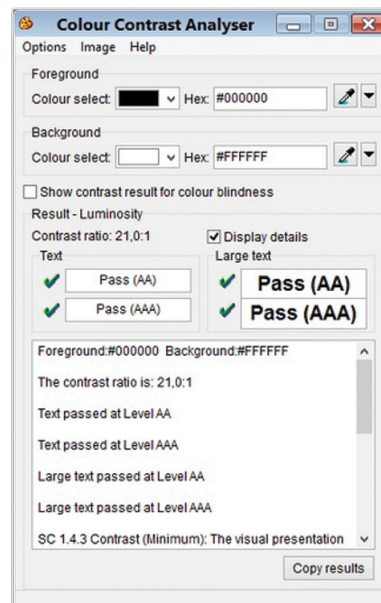 Colour Contrast Analyser
Options Image Help
Foreground
Colour select: Hex: #000000
Background
Colour select: Hex: #FFFFFF
Show contrast result for colour blindness
Result - Luminosity
Contrast ratio: 21,0:1 Display details
Text Large text
Pass (AA) Pass (AA)
Pass (AAA) Pass (AAA)
Foreground:#000000 Background:#FFFFFF
The contrast ratio is: 21,0:1
Text passed at Level AA
Text passed at Level AAA
Large text passed at Level AA
Large text passed at Level AAA
SC 1.4.3 Contrast (Minimum): The visual presentation
Copy results